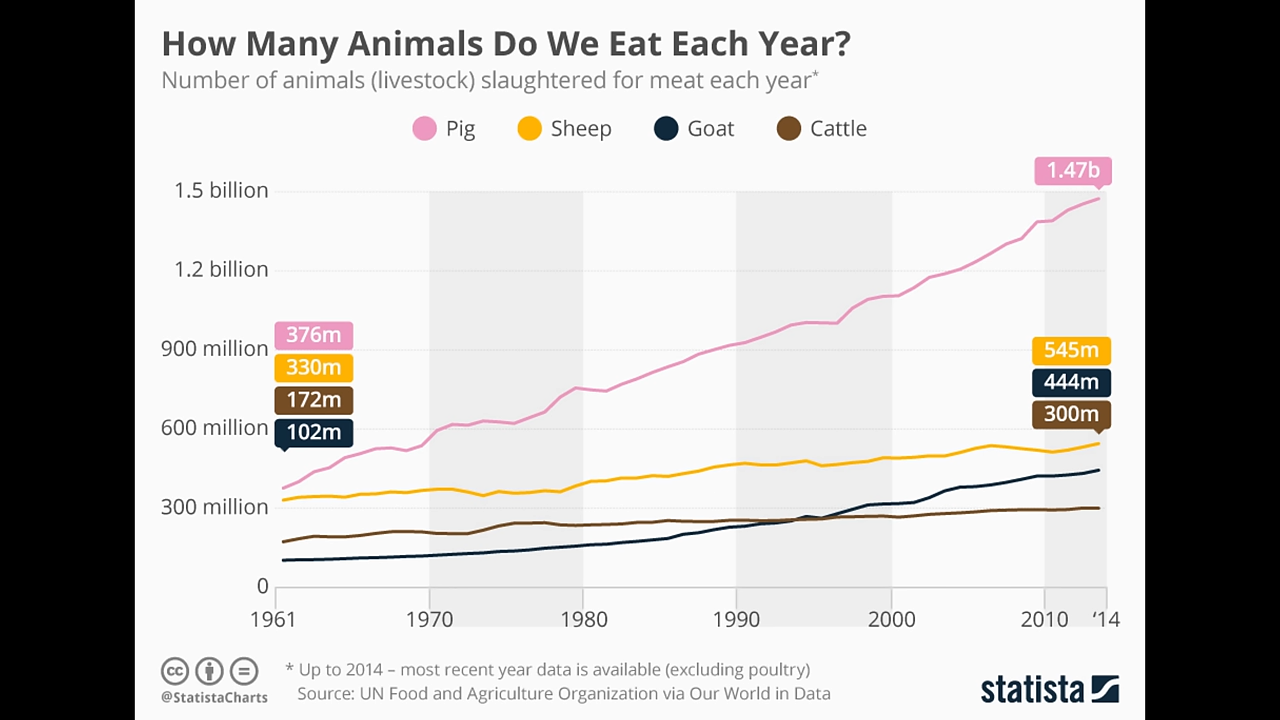 How Many Animals Do We Eat Each Year?
Number of animals (livestock) slaughtered for meat each year*
Pig Sheep Goat Cattle
1.47b
1.5 billion
1.2 billion
376m
900 million
330m
545m
172m
444m
102m
300m
600 million
300 million
0
1961 1970 1980 1990 2000 2010 ‘14
cc
@StatistaCharts
* Up to 2014 – most recent year data is available (excluding poultry)
Source: UN Food and Agriculture Organization via Our World in Data
statista